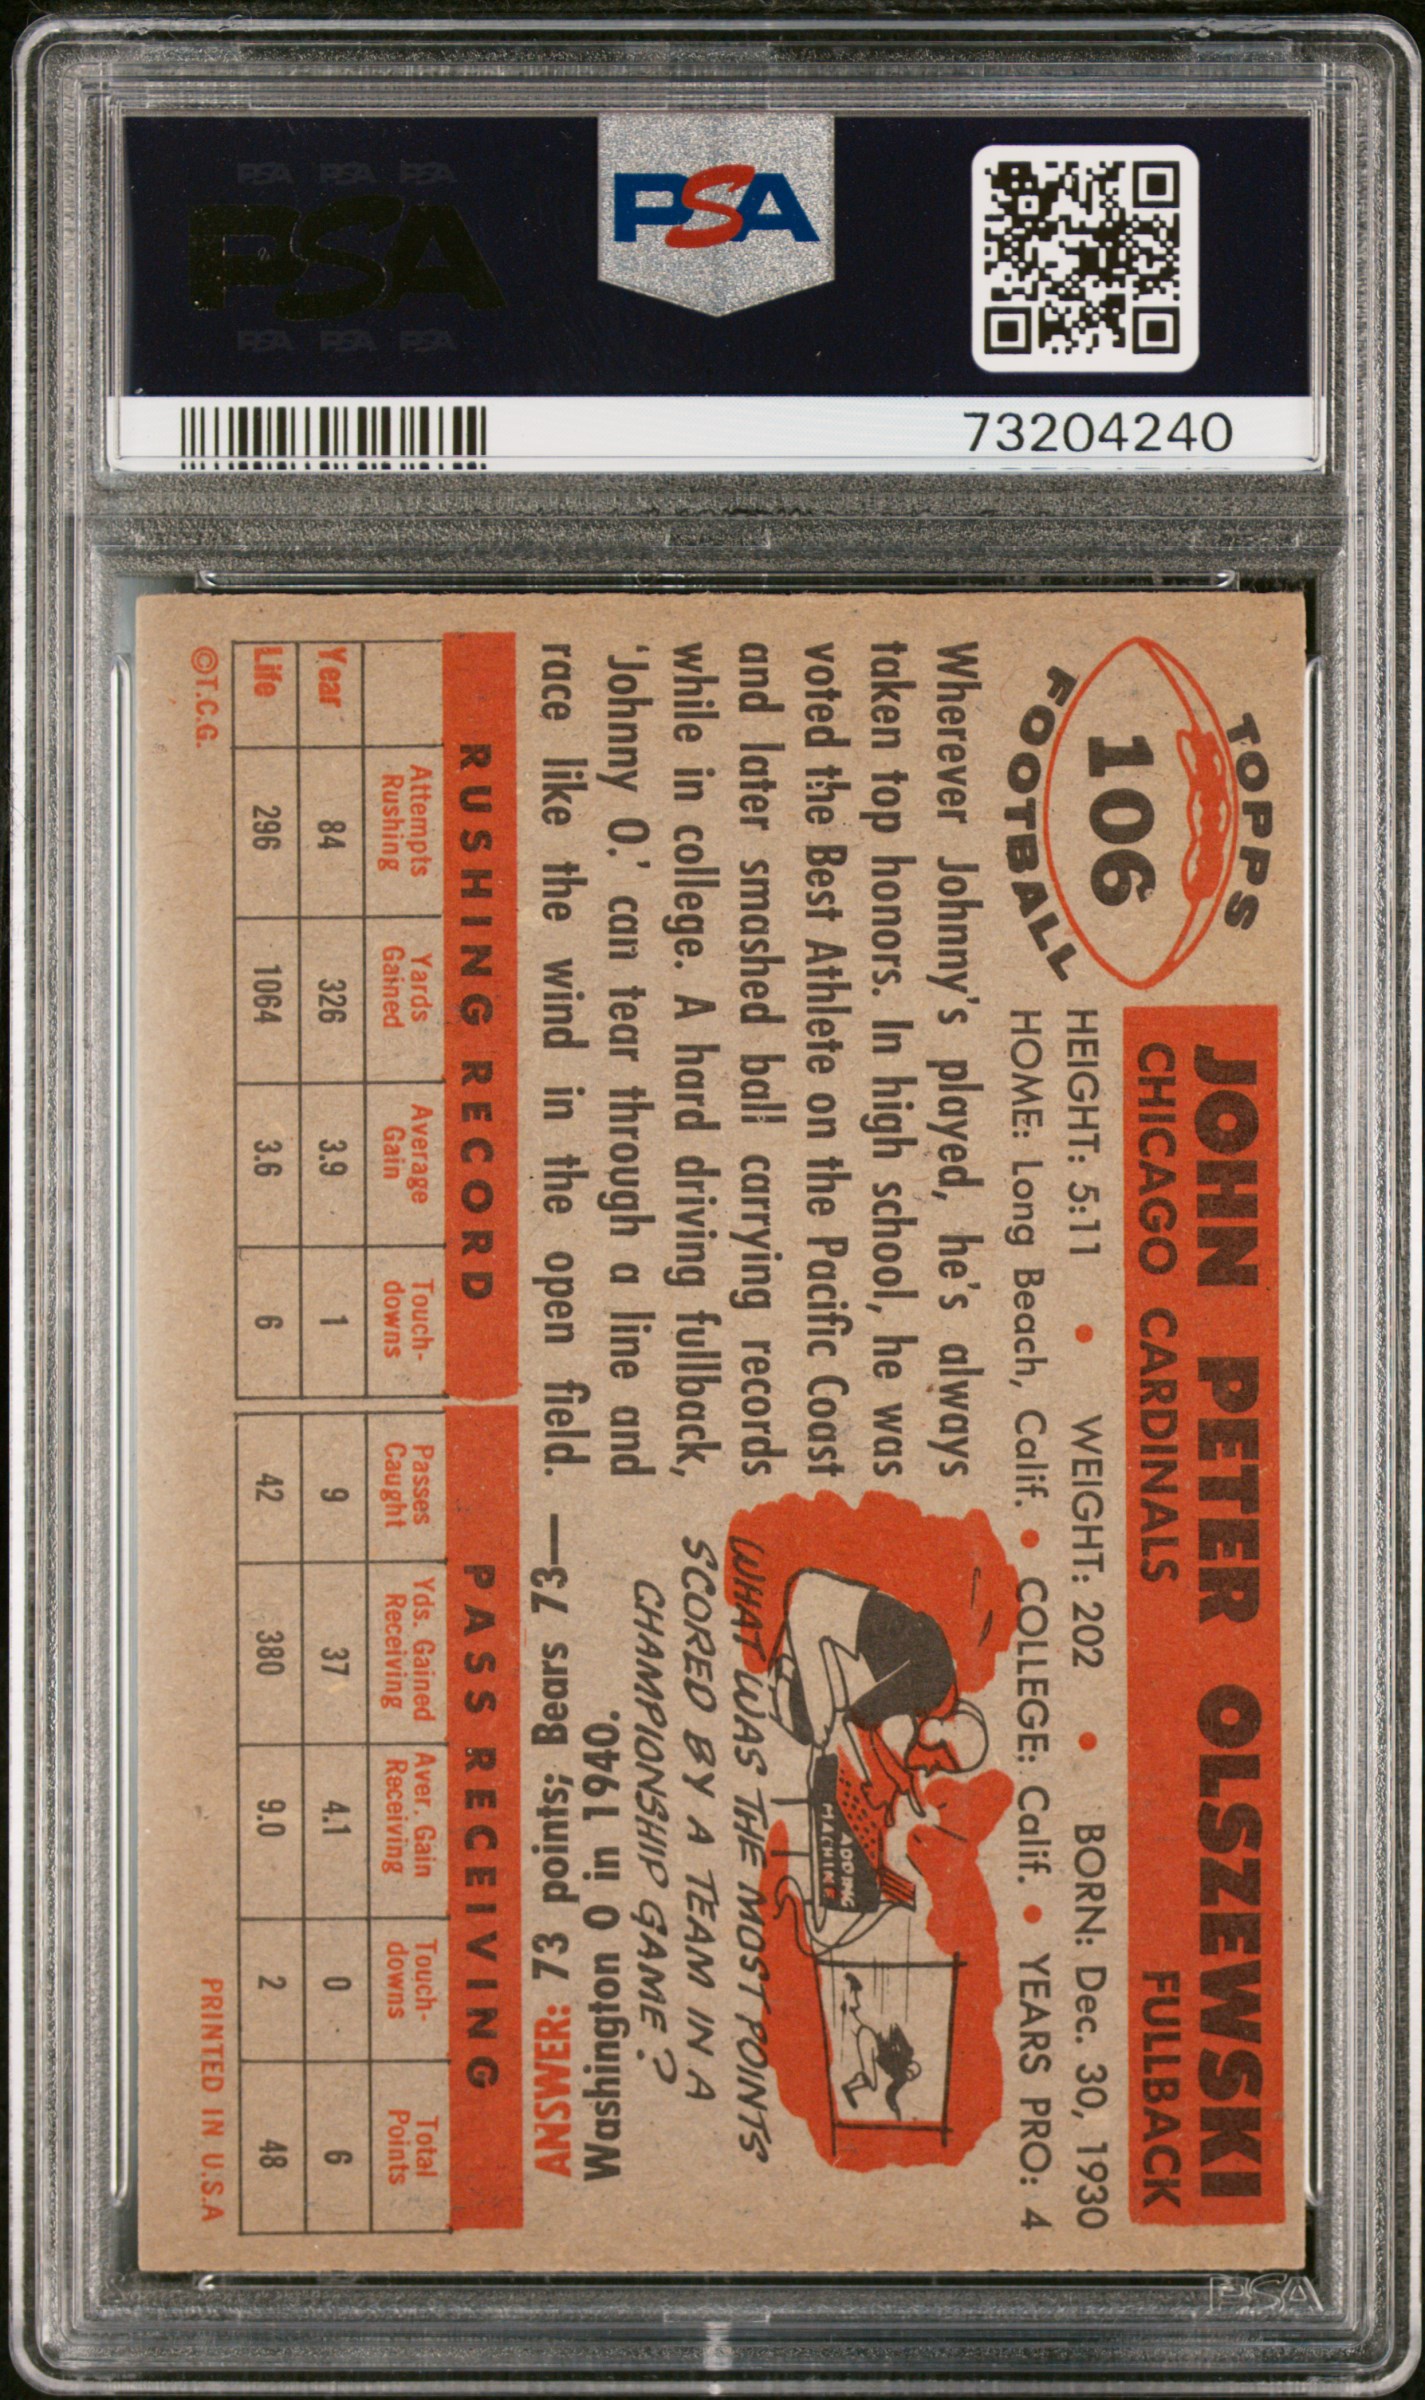 PSA PSA PSA
PSA
PSA PSA PSA
PSA
73204240
TOPPS
106
FOOTBALL
JOHN PETER OLSZEWSKI
CHICAGO CARDINALS FULLBACK
HEIGHT: 5:11 • WEIGHT: 202 • BORN: Dec. 30, 1930
HOME: Long Beach, Calif. • COLLEGE: Calif. • YEARS PRO: 4
Wherever Johnny's played, he's always
taken top honors. In high school, he was
voted the Best Athlete on the Pacific Coast
and later smashed ball carrying records
while in college. A hard driving fullback,
'Johnny O.' can tear through a line and
race like the wind in the open field.
ADDING
MACHINE
WHAT WAS THE MOST POINTS
SCORED BY A TEAM IN A
CHAMPIONSHIP GAME?
ANSWER: 73 points; Bears 73—
Washington 0 in 1940.
RUSHING RECORD PASS RECEIVING
Attempts Rushing Yards Gained Average Gain Touch-downs Passes Caught Yds. Gained Receiving Aver. Gain Receiving Touch-downs Total Points
Year 84 326 3.9 1 9 37 4.1 0 6
Life 296 1064 3.6 6 42 380 9.0 2 48
©T.C.G. PRINTED IN U.S.A
PSA